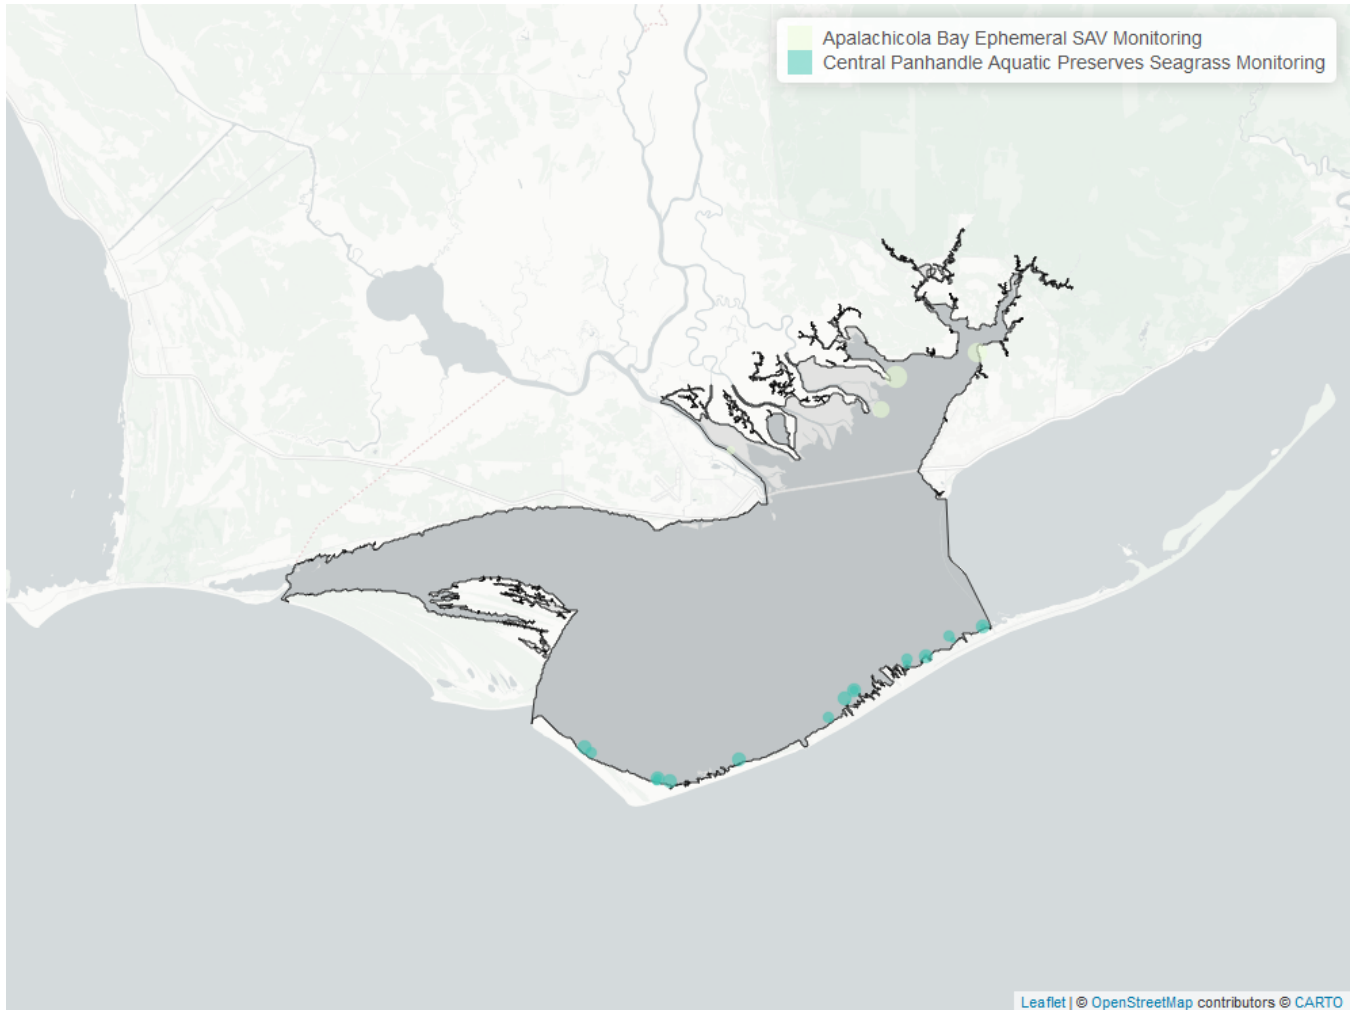 Apalachicola Bay Ephemeral SAV Monitoring
Central Panhandle Aquatic Preserves Seagrass Monitoring
Leaflet | © OpenStreetMap contributors © CARTO